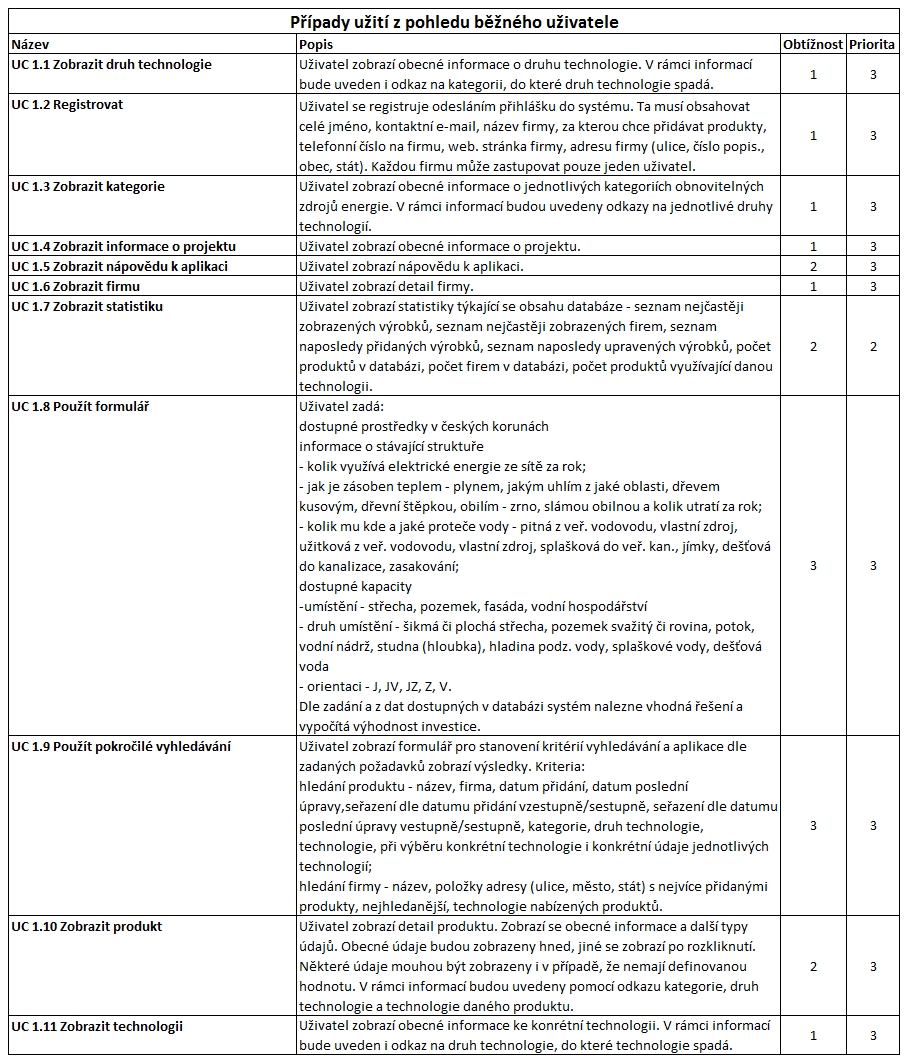 Případy užití z pohledu běžného uživatele
Název Popis Obtížnost Priorita
UC 1.1 Zobrazit druh technologie Uživatel zobrazí obecné informace o druhu technologie. V rámci informací 1 3
bude uveden i odkaz na kategorii, do které druh technologie spadá.
UC 1.2 Registrovat Uživatel se registruje odesláním přihlášku do systému. Ta musí obsahovat 1 3
celé jméno, kontaktní e-mail, název firmy, za kterou chce přidávat produkty,
telefonní číslo na firmu, web. stránka firmy, adresu firmy (ulice, číslo popis.,
obec, stát). Každou firmu může zastupovat pouze jeden uživatel.
UC 1.3 Zobrazit kategorie Uživatel zobrazí obecné informace o jednotlivých kategoriích obnovitelných 1 3
zdrojů energie. V rámci informací budou uvedeny odkazy na jednotlivé druhy
technologií.
UC 1.4 Zobrazit informace o projektu Uživatel zobrazí obecné informace o projektu. 1 3
UC 1.5 Zobrazit nápovědu k aplikaci Uživatel zobrazí nápovědu k aplikaci. 2 3
UC 1.6 Zobrazit firmu Uživatel zobrazí detail firmy. 1 3
UC 1.7 Zobrazit statistiku Uživatel zobrazí statistiky týkající se obsahu databáze - seznam nejčastěji 2 2
zobrazených výrobků, seznam nejčastěji zobrazených firem, seznam
naposledy přidaných výrobků, seznam naposledy upravených výrobků, počet
produktů v databázi, počet firem v databázi, počet produktů využívající danou
technologii.
UC 1.8 Použít formulář Uživatel zadá: 3 3
dostupné prostředky v českých korunách
informace o stávající struktuře
- kolik využívá elektrické energie ze sítě za rok;
- jak je zásoben teplem - plynem, jakým uhlím z jaké oblasti, dřevem
kusovým, dřevní štěpkou, obilím - zrno, slámou obilnou a kolik utratí za rok;
- kolik mu kde a jaké proteče vody - pitná z veř. vodovodu, vlastní zdroj,
užitková z veř. vodovodu, vlastní zdroj, splašková do veř. kan., jímky, dešťová
do kanalizace, zasakování;
dostupné kapacity
-umístění - střecha, pozemek, fasáda, vodní hospodářství
- druh umístění - šikmá či plochá střecha, pozemek svažitý či rovina, potok,
vodní nádrž, studna (hloubka), hladina podz. vody, splaškové vody, dešťová
voda
- orientaci - J, JV, JZ, Z, V.
Dle zadání a z dat dostupných v databázi systém nalezne vhodná řešení a
vypočítá výhodnost investice.
UC 1.9 Použít pokročilé vyhledávání Uživatel zobrazí formulář pro stanovení kritérií vyhledávání a aplikace dle 3 3
zadaných požadavků zobrazí výsledky. Kriteria:
hledání produktu - název, firma, datum přidání, datum poslední
úpravy,seřazení dle datumu přidání vzestupně/sestupně, seřazení dle datumu
poslední úpravy vestupně/sestupně, kategorie, druh technologie,
technologie, při výběru konkrétní technologie i konkrétní údaje jednotlivých
technologií;
hledání firmy - název, položky adresy (ulice, město, stát) s nejvíce přidanými
produkty, nejhledanější, technologie nabízených produktů.
UC 1.10 Zobrazit produkt Uživatel zobrazí detail produktu. Zobrazí se obecné informace a další typy 2 3
údajů. Obecné údaje budou zobrazeny hned, jiné se zobrazí po rozkliknutí.
Některé údaje mouhou být zobrazeny i v případě, že nemají definovanou
hodnotu. V rámci informací budou uvedeny pomocí odkazu kategorie, druh
technologie a technologie daného produktu.
UC 1.11 Zobrazit technologii Uživatel zobrazí obecné informace ke konrétní technologii. V rámci informací 1 3
bude uveden i odkaz na druh technologie, do které technologie spadá.